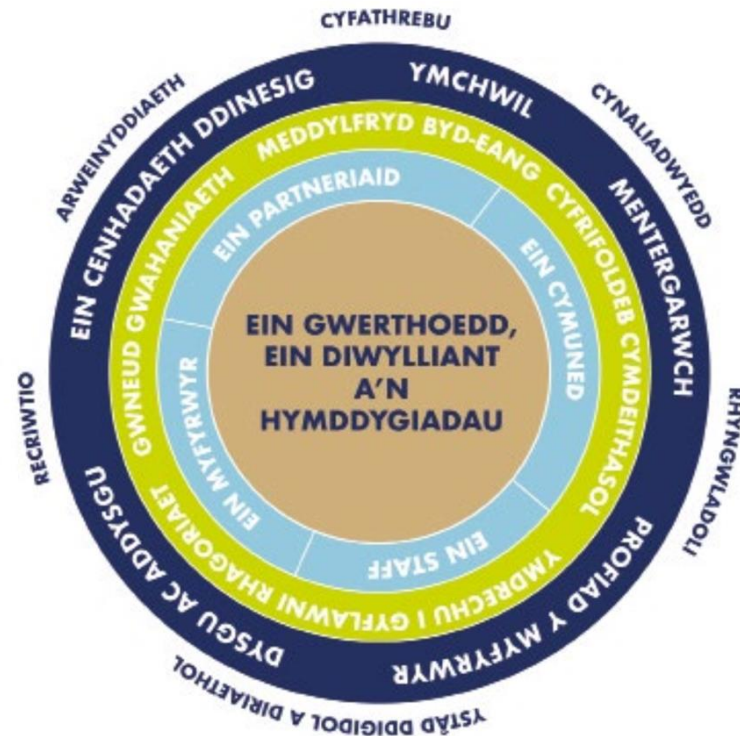 CYFATHREBU
CYNALIADWYEDD
RHYNGWLADOLI
YSTÂD DDIGIDOL A DIRIAETHOL
RECRIWTIO
ARWEINYDDIAETH
YMCHWIL
MENTERGARWCH
PROFIAD Y MYFYRWYR
DYSGU AC ADDYSGU
EIN CENHADAETH DDINESIG
MEDDYLFRYD BYD-EANG
CYFRIFOLDEB CYMDEITHASOL
YMDRECHU I GYFLAWNI RHAGORIAET
GWNEUD GWAHANIAETH
EIN PARTNERIAID
EIN CYMUNED
EIN STAFF
EIN MYFYRWYR
EIN GWERTHOEDD,
EIN DIWYLLIANT
A'N
HYMDDYGIADAU